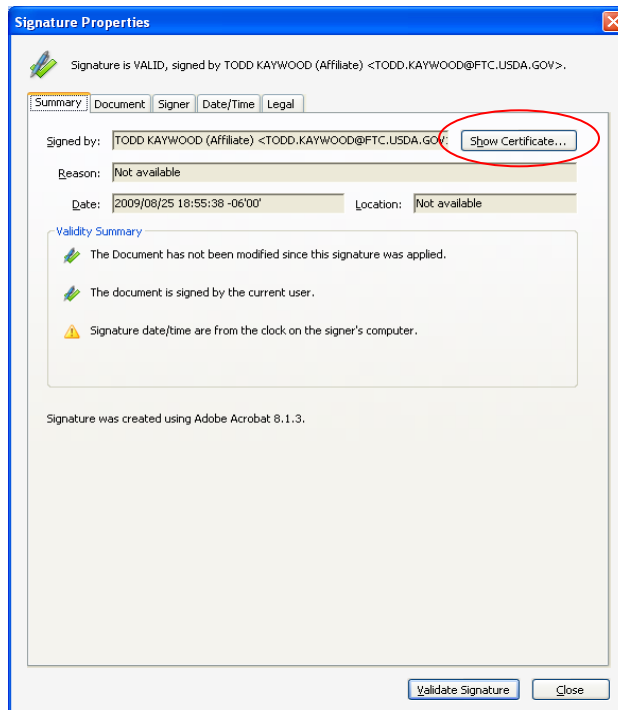 Signature Properties
Signature is VALID, signed by TODD KAYWOOD (Affiliate) <TODD.KAYWOOD@FTC.USDA.GOV>.
Summary Document Signer Date/Time Legal
Signed by: TODD KAYWOOD (Affiliate) <TODD.KAYWOOD@FTC.USDA.GOV> Show Certificate...
Reason: Not available
Date: 2009/08/25 18:55:38 -06'00' Location: Not available
Validity Summary
The Document has not been modified since this signature was applied.
The document is signed by the current user.
Signature date/time are from the clock on the signer's computer.
Signature was created using Adobe Acrobat 8.1.3.
Validate Signature Close